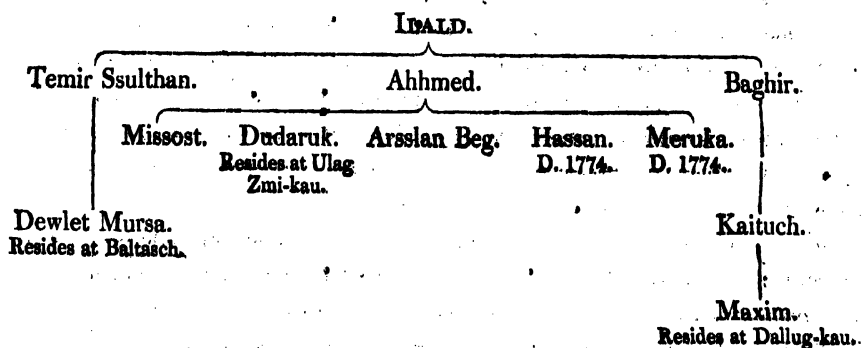 IDALD.
Temir Ssulthan. Ahhmed. Baghir.
Missost. Dudaruk. Arsslan Beg. Hassan. Meruka.
Resides at Ulag D. 1774. D. 1774.
Zmi-kau.
Dewlet Mursa. Kaituch.
Resides at Baltasch.
Maxim.
Resides at Dallug-kau.